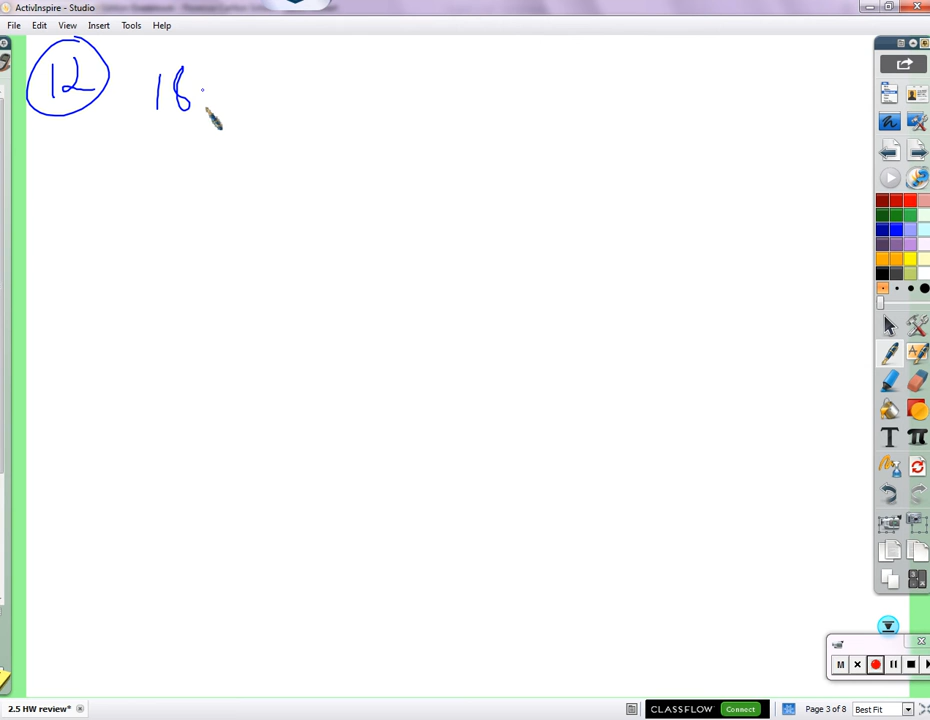 ActivInspire - Studio
File Edit View Insert Tools Help
12 18
M
2.5 HW review*
CLASSFLOW Connect
Page 3 of 8
Best Fit